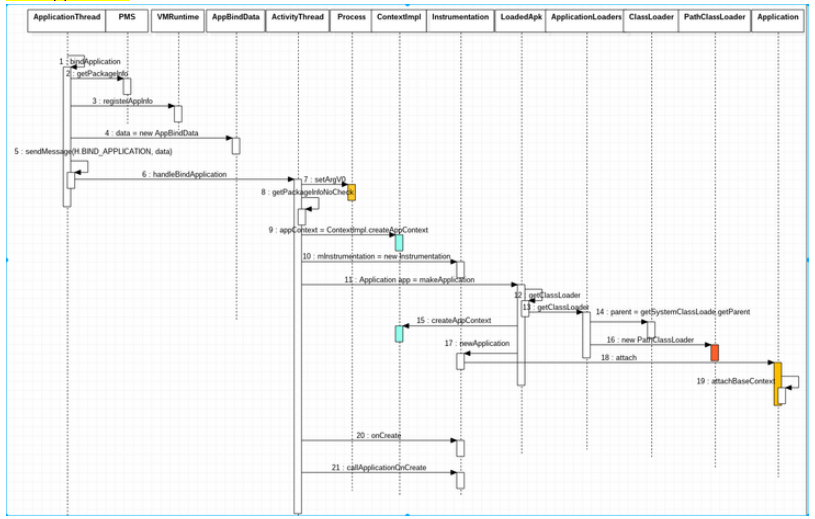 ApplicationThread PMS VMRuntime AppBindData ActivityThread Process ContextImpl Instrumentation LoadedApk ApplicationLoaders ClassLoader PathClassLoader Application
1 : bindApplication
2 : getPackageInfo
3 : registerAppInfo
4 : data = new AppBindData
5 : sendMessage(H.BIND_APPLICATION, data)
6 : handleBindApplication
7 : setArgV0
8 : getPackageInfoNoCheck
9 : appContext = ContextImpl.createAppContext
10 : mInstrumentation = new Instrumentation
11 : Application app = makeApplication
12 : getClassLoader
13 : getClassLoader
14 : parent = getSystemClassLoade.getParent
15 : createAppContext
16 : new PathClassLoader
17 : newApplication
18 : attach
19 : attachBaseContext
20 : onCreate
21 : callApplicationOnCreate